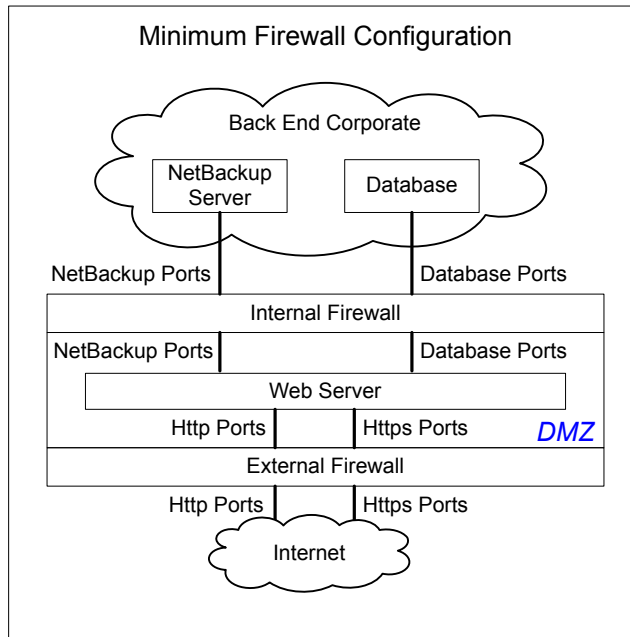 Minimum Firewall Configuration
Back End Corporate
NetBackup
Server
Database
NetBackup Ports
Database Ports
Internal Firewall
NetBackup Ports
Database Ports
Web Server
Http Ports
Https Ports
DMZ
External Firewall
Http Ports
Https Ports
Internet